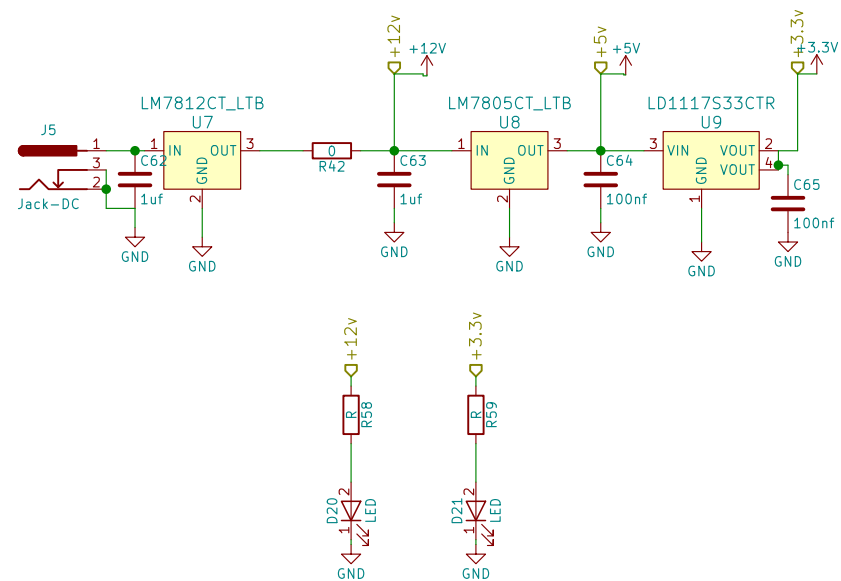 +12v
+12V
+5v
+5V
+3.3v
+3.3V
LM7812CT_LTB
U7
LM7805CT_LTB
U8
LD1117S33CTR
U9
J5
1
3
2
Jack-DC
C62
1uf
GND
1
IN
OUT
3
GND
2
GND
0
R42
C63
1uf
GND
1
IN
OUT
3
GND
2
GND
C64
100nf
GND
3
VIN
VOUT
2
VOUT
4
GND
1
GND
C65
100nf
GND
+12v
R
R58
2
D20
LED
1
GND
+3.3v
R
R59
2
D21
LED
1
GND